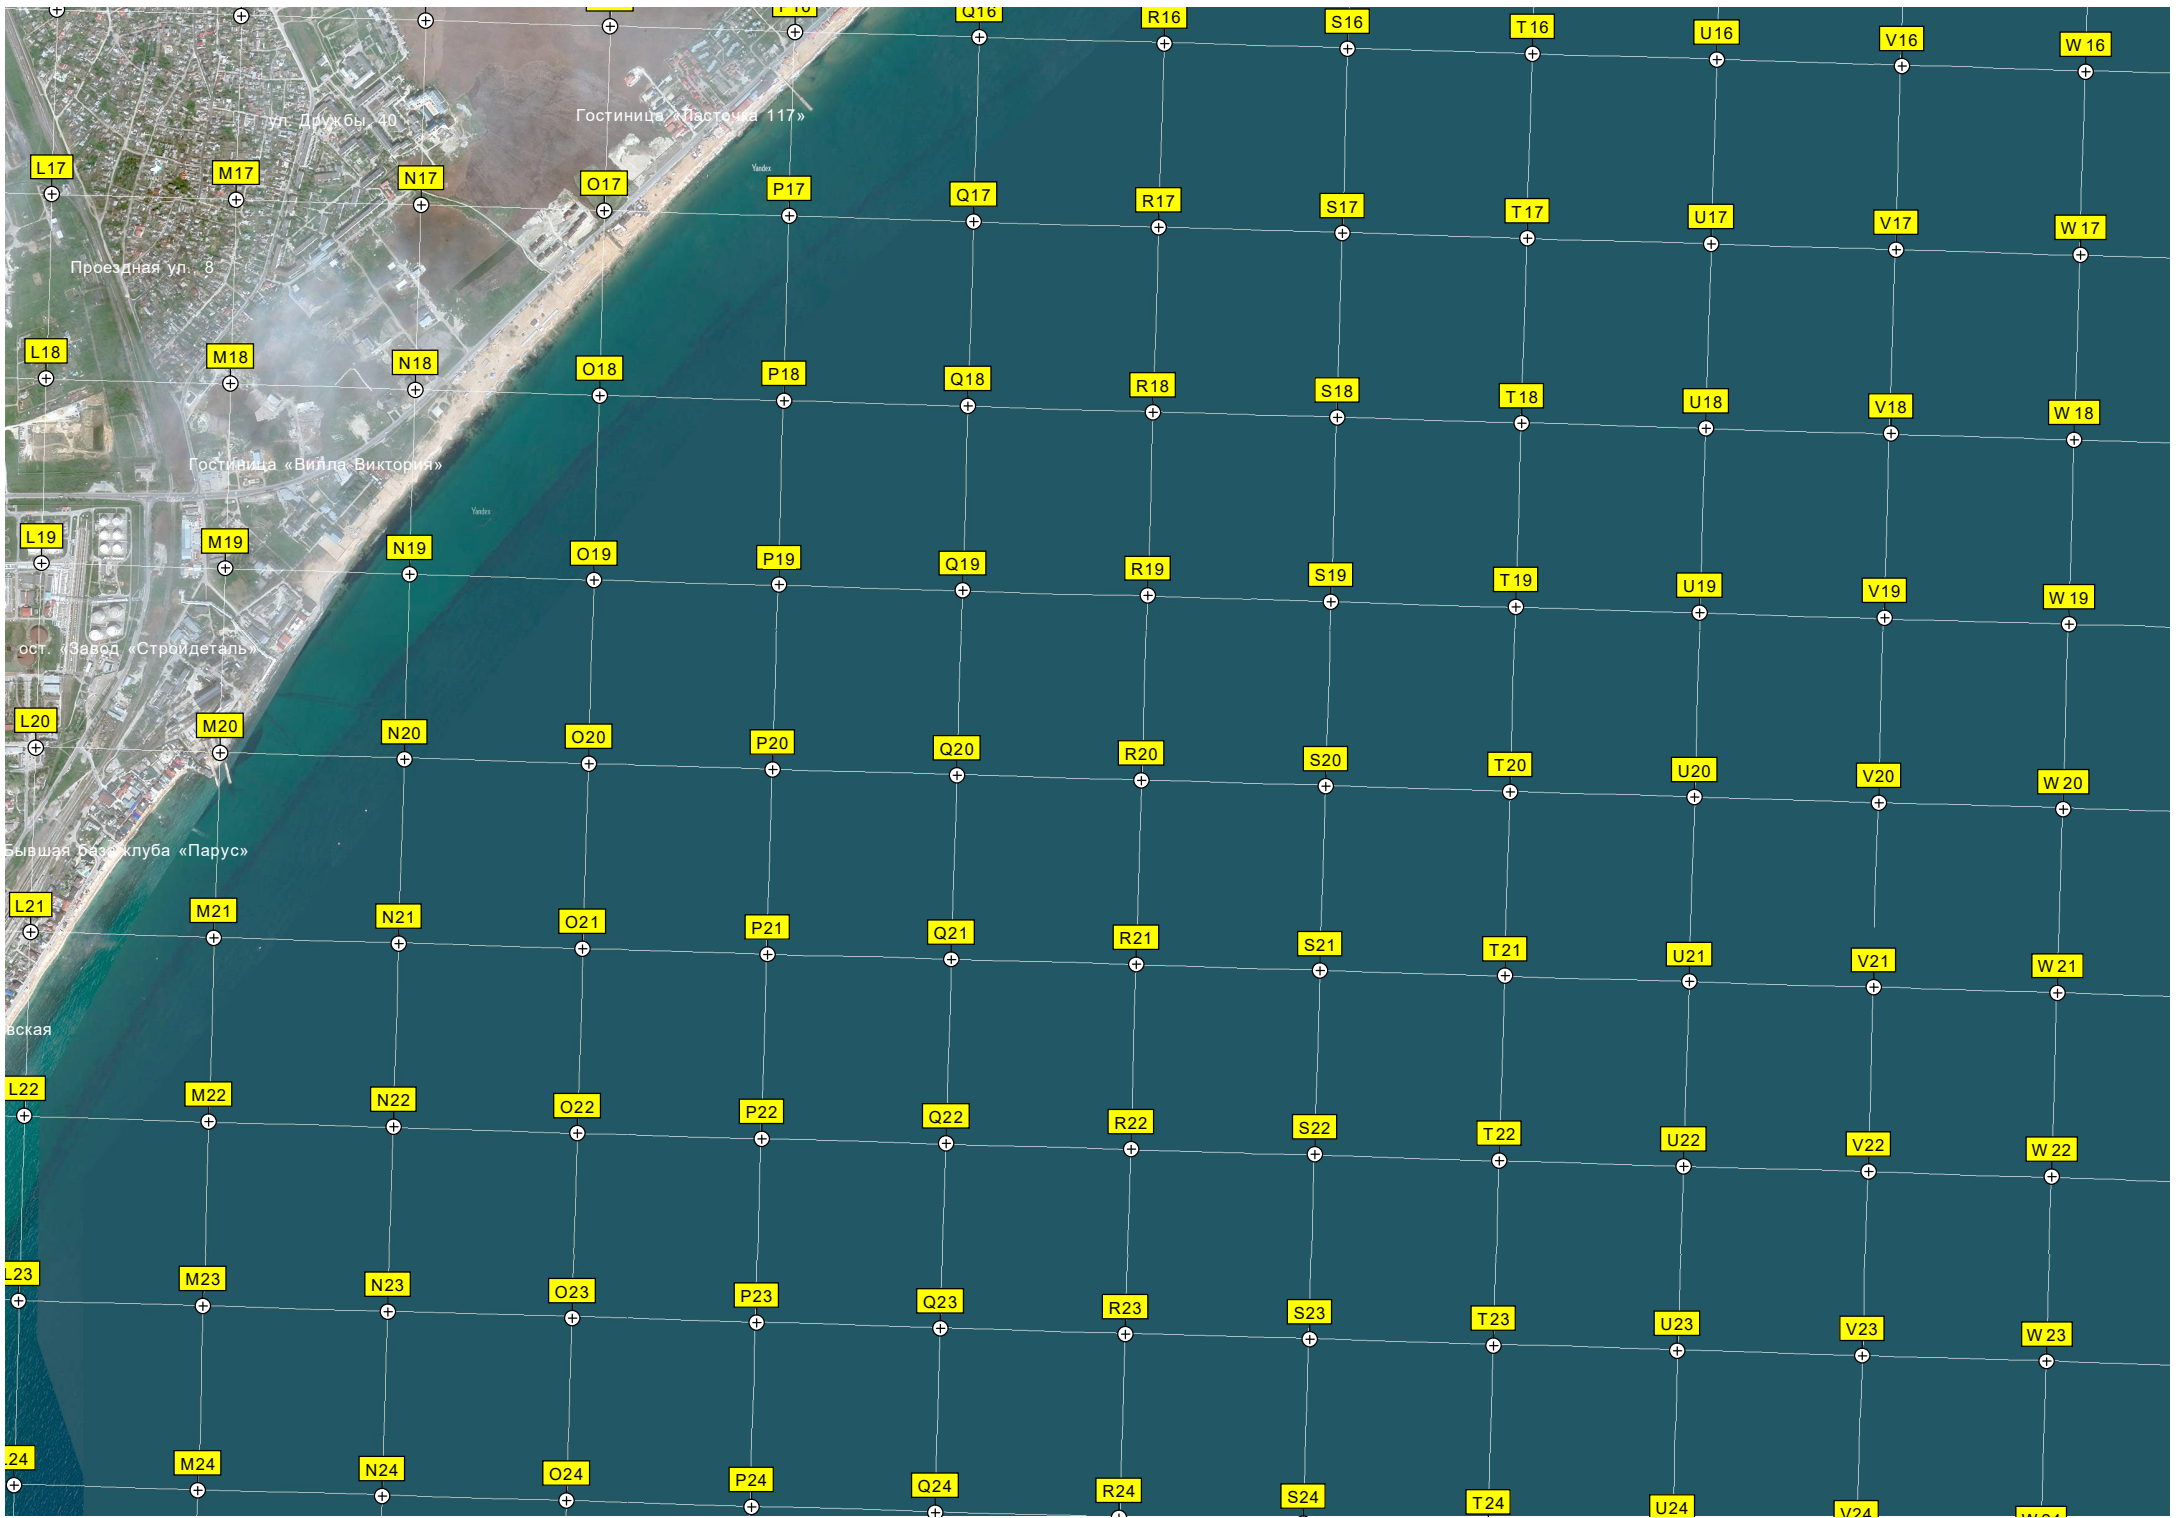 Q16 R16 S16 T16 U16 V16 W16
ул. Дружбы, 40
Гостиница «Ласточка 117»
Yandex
L17 M17 N17 O17 P17 Q17 R17 S17 T17 U17 V17 W17
Проездная ул., 8
L18 M18 N18 O18 P18 Q18 R18 S18 T18 U18 V18 W18
Гостиница «Вилла Виктория»
Yandex
L19 M19 N19 O19 P19 Q19 R19 S19 T19 U19 V19 W19
ост. «Завод «Стройдеталь»
L20 M20 N20 O20 P20 Q20 R20 S20 T20 U20 V20 W20
Бывшая база клуба «Парус»
L21 M21 N21 O21 P21 Q21 R21 S21 T21 U21 V21 W21
вская
L22 M22 N22 O22 P22 Q22 R22 S22 T22 U22 V22 W22
L23 M23 N23 O23 P23 Q23 R23 S23 T23 U23 V23 W23
24 M24 N24 O24 P24 Q24 R24 S24 T24 U24 V24